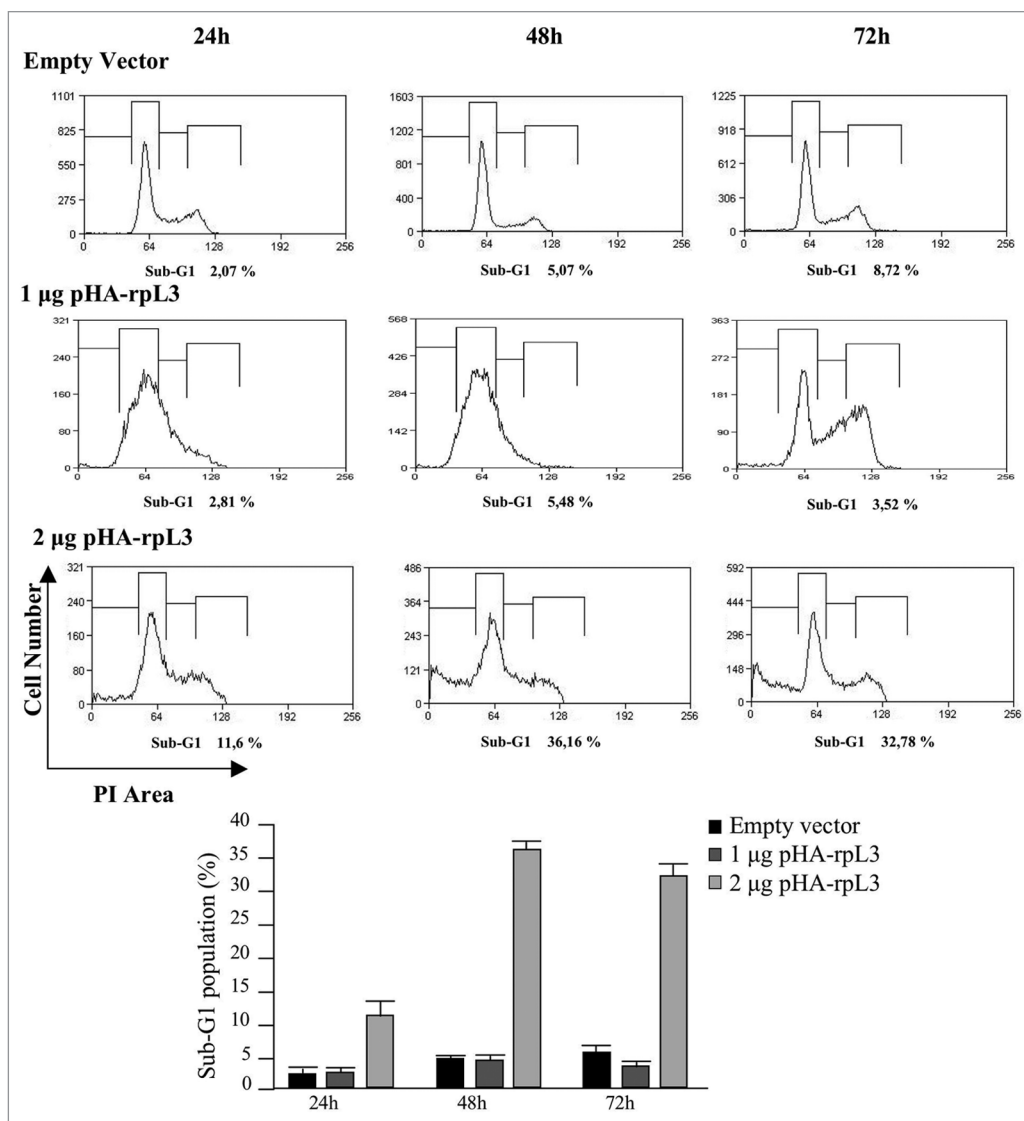 24h 48h 72h
Empty Vector
1101 1603 1225
825 1202 918
550 801 612
275 400 306
0 0 0
0 64 128 192 256 0 64 128 192 256 0 64 128 192 256
Sub-G1 2,07 % Sub-G1 5,07 % Sub-G1 8,72 %
1 µg pHA-rpL3
321 568 363
240 426 272
160 284 181
80 142 90
0 0 0
0 64 128 192 256 0 64 128 192 256 0 64 128 192 256
Sub-G1 2,81 % Sub-G1 5,48 % Sub-G1 3,52 %
2 µg pHA-rpL3
321 486 592
240 364 444
160 243 296
80 121 148
0 0 0
0 64 128 192 256 0 64 128 192 256 0 64 128 192 256
Sub-G1 11,6 % Sub-G1 36,16 % Sub-G1 32,78 %
Cell Number
PI Area
Sub-G1 population (%)
40
35
30
25
20
15
10
5
0
24h 48h 72h
Empty vector
1 µg pHA-rpL3
2 µg pHA-rpL3